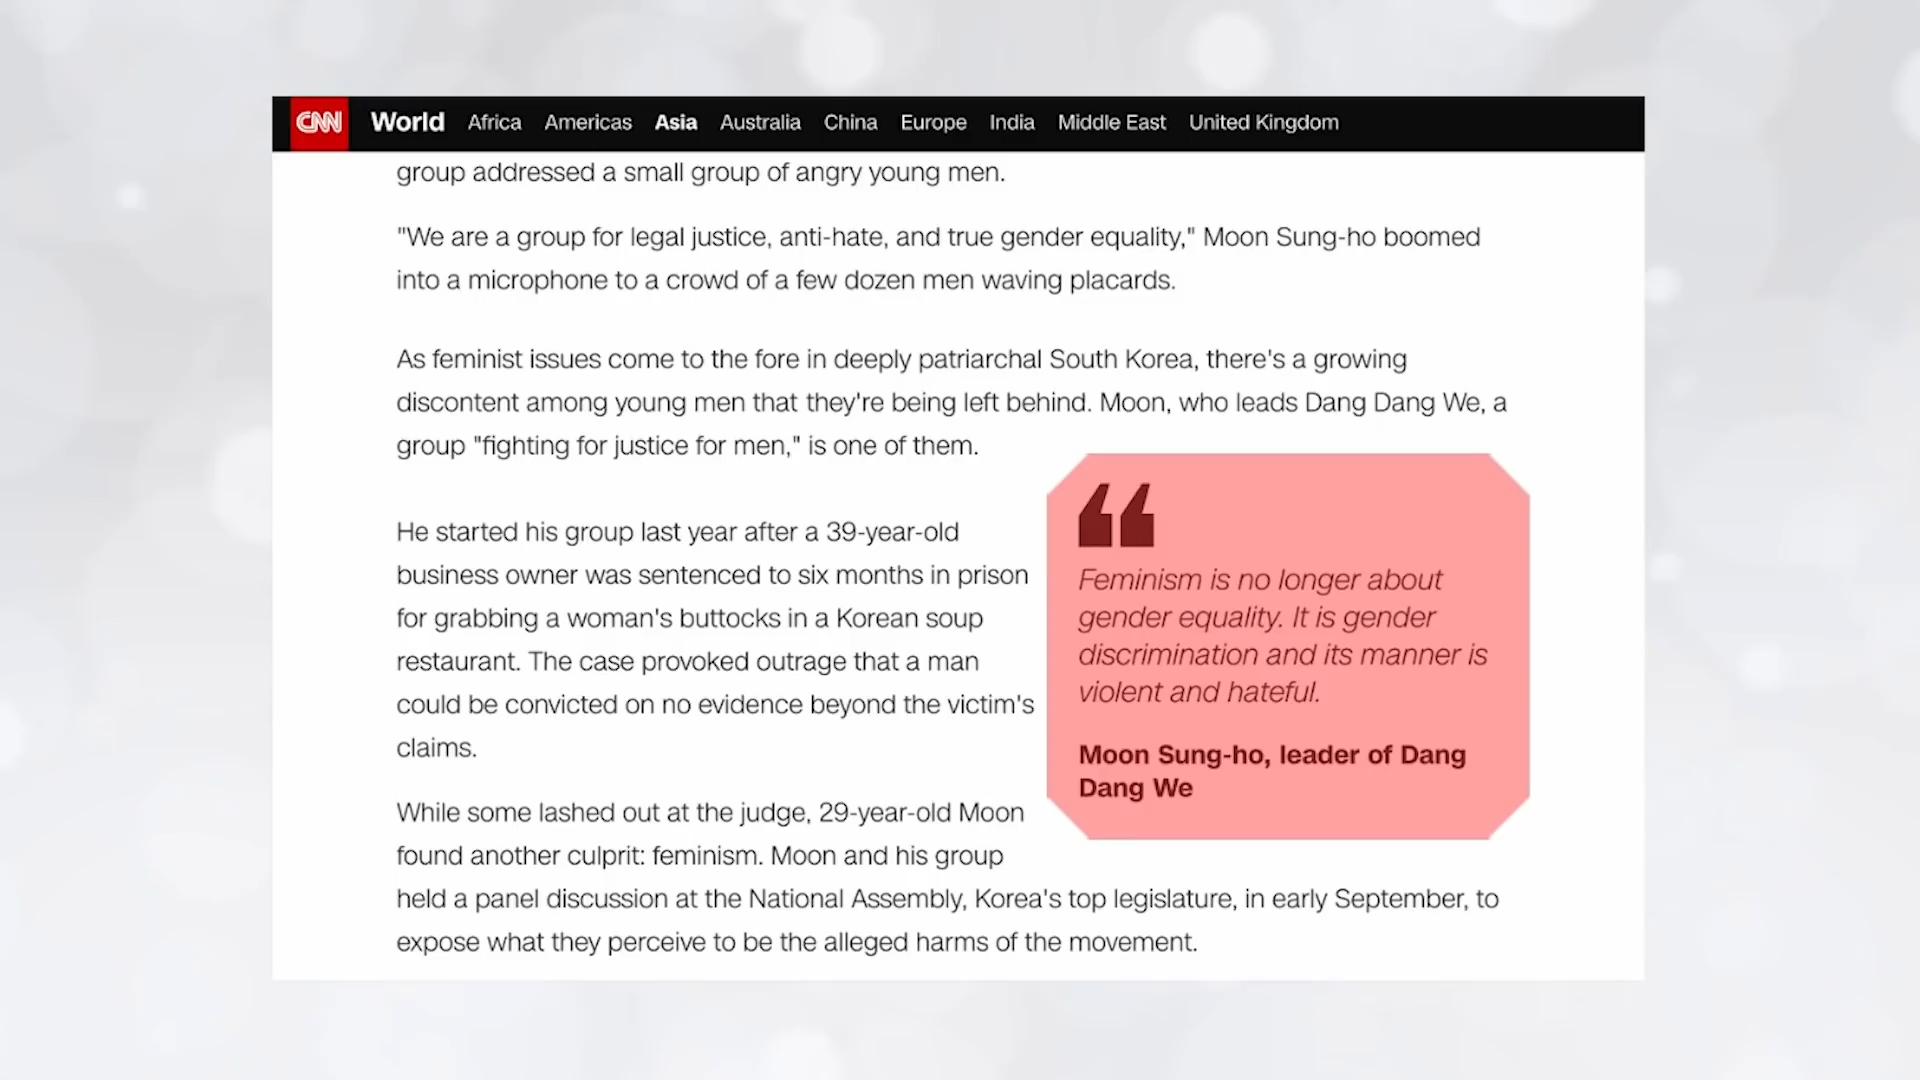 CNN World Africa Americas Asia Australia China Europe India Middle East United Kingdom
group addressed a small group of angry young men.
"We are a group for legal justice, anti-hate, and true gender equality," Moon Sung-ho boomed
into a microphone to a crowd of a few dozen men waving placards.
As feminist issues come to the fore in deeply patriarchal South Korea, there's a growing
discontent among young men that they're being left behind. Moon, who leads Dang Dang We, a
group "fighting for justice for men," is one of them.
He started his group last year after a 39-year-old
business owner was sentenced to six months in prison
for grabbing a woman's buttocks in a Korean soup
restaurant. The case provoked outrage that a man
could be convicted on no evidence beyond the victim's
claims.
While some lashed out at the judge, 29-year-old Moon
found another culprit: feminism. Moon and his group
held a panel discussion at the National Assembly, Korea's top legislature, in early September, to
expose what they perceive to be the alleged harms of the movement.
“
Feminism is no longer about
gender equality. It is gender
discrimination and its manner is
violent and hateful.
Moon Sung-ho, leader of Dang
Dang We